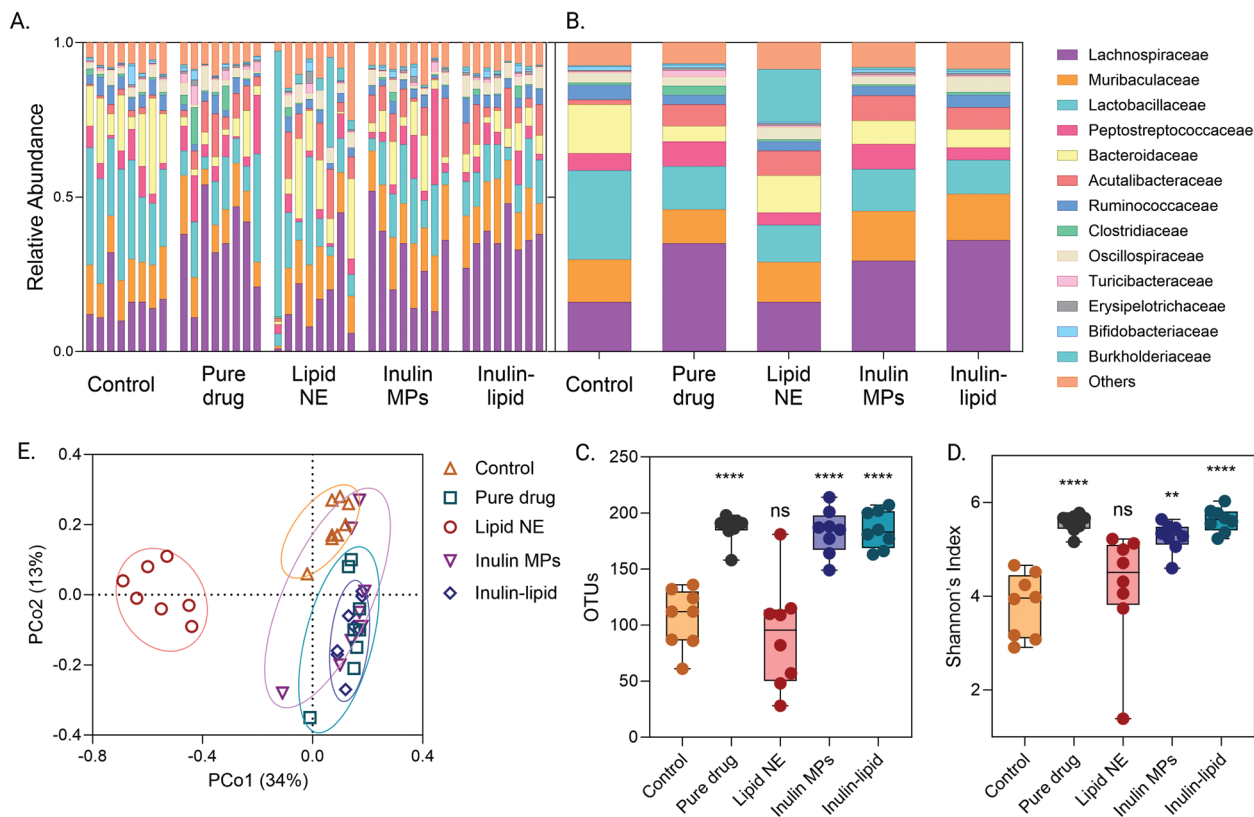 A.
B.
1.0
0.5
0.0
Relative Abundance
Control
Pure
drug
Lipid
NE
Inulin
MPs
Inulin-
lipid
Control
Pure
drug
Lipid
NE
Inulin
MPs
Inulin-
lipid
Lachnospiraceae
Muribaculaceae
Lactobacillaceae
Peptostreptococcaceae
Bacteroidaceae
Acutalibacteraceae
Ruminococcaceae
Clostridiaceae
Oscillospiraceae
Turicibacteraceae
Erysipelotrichaceae
Bifidobacteriaceae
Burkholderiaceae
Others
E.
0.4
0.2
0.0
-0.2
-0.4
PCo2 (13%)
-0.8
-0.4
0.0
0.4
PCo1 (34%)
Control
Pure drug
Lipid NE
Inulin MPs
Inulin-lipid
C.
250
200
150
100
50
0
OTUs
****
ns
****
****
Control
Pure drug
Lipid NE
Inulin MPs
Inulin-lipid
D.
6
4
2
Shannon's Index
****
ns
**
****
Control
Pure drug
Lipid NE
Inulin MPs
Inulin-lipid